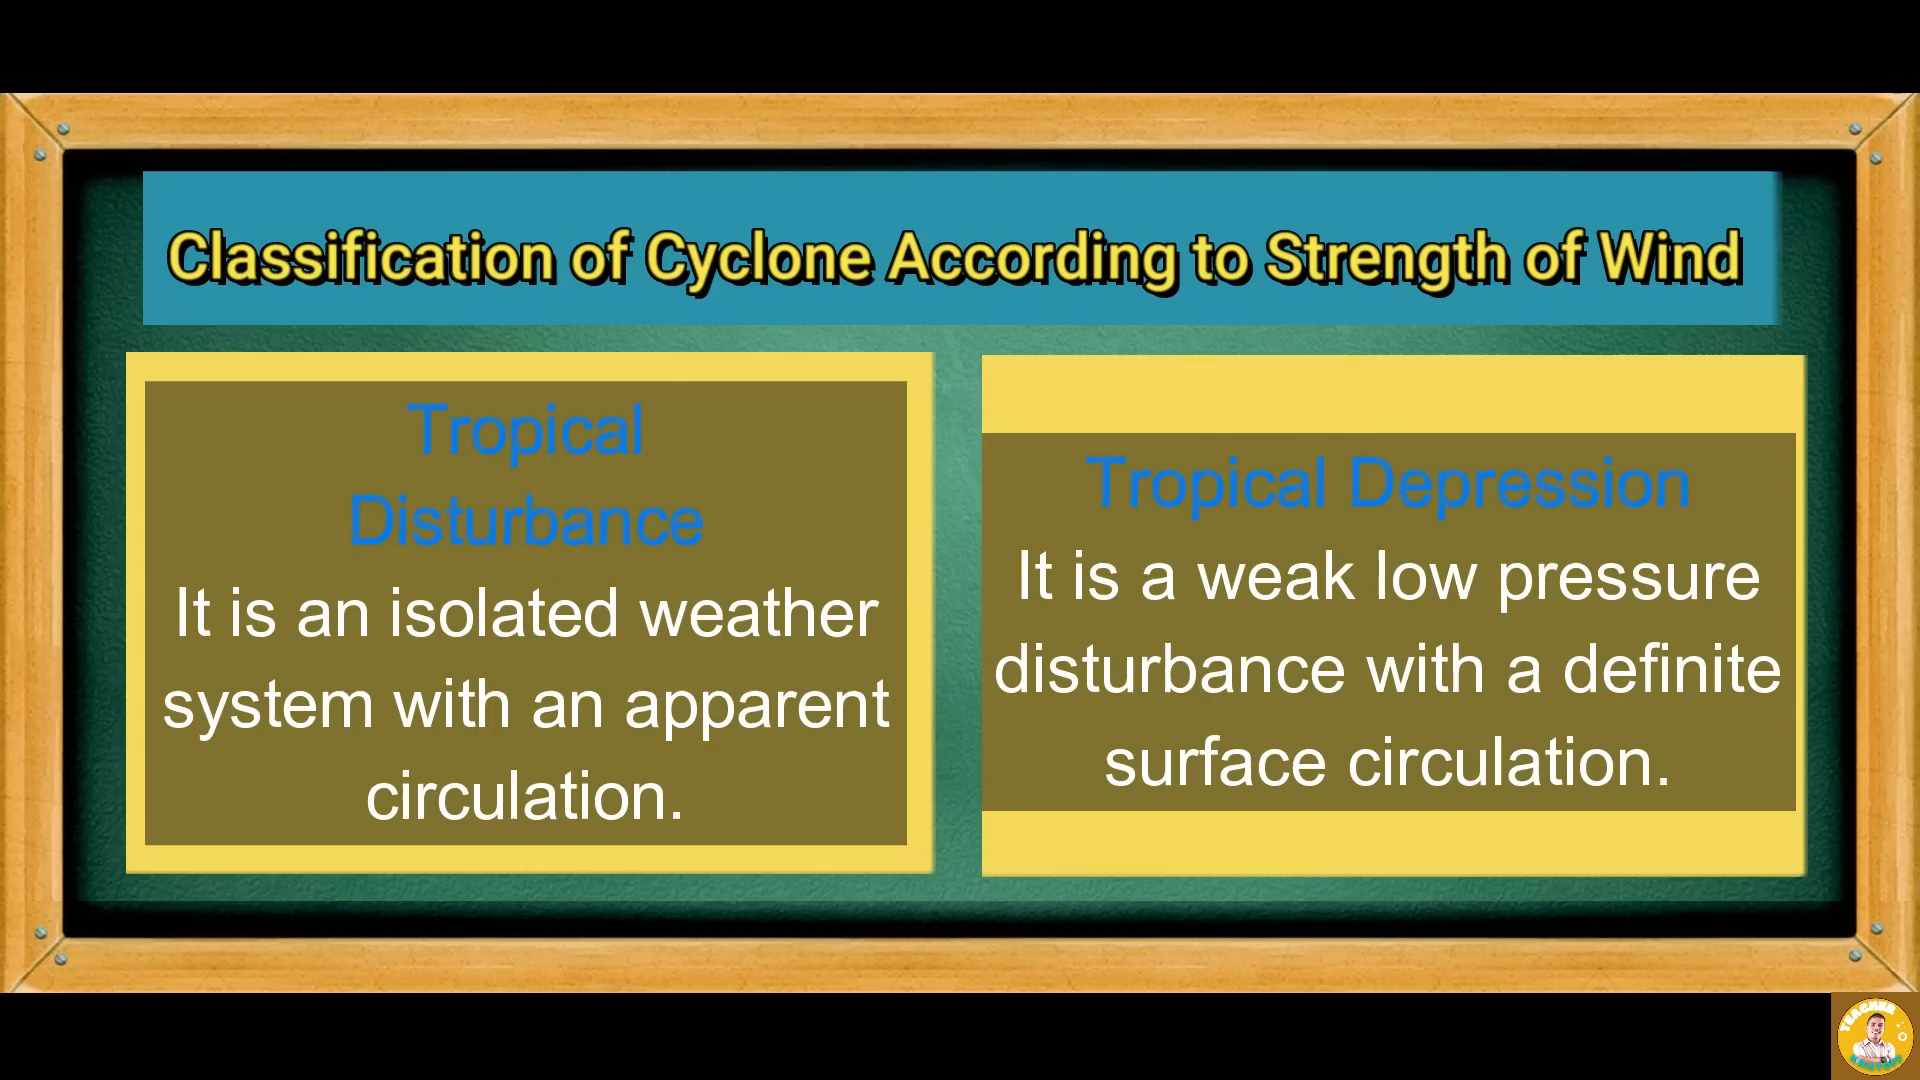 Classification of Cyclone According to Strength of Wind
Tropical
Disturbance
It is an isolated weather
system with an apparent
circulation.
Tropical Depression
It is a weak low pressure
disturbance with a definite
surface circulation.
TEACHER